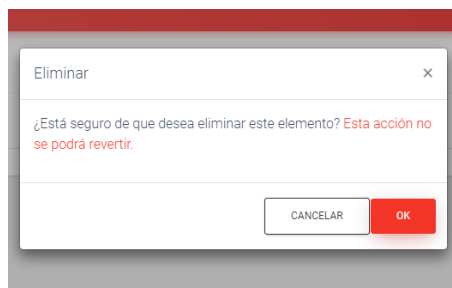 Eliminar
×
¿Está seguro de que desea eliminar este elemento? Esta acción no
se podrá revertir.
CANCELAR
OK